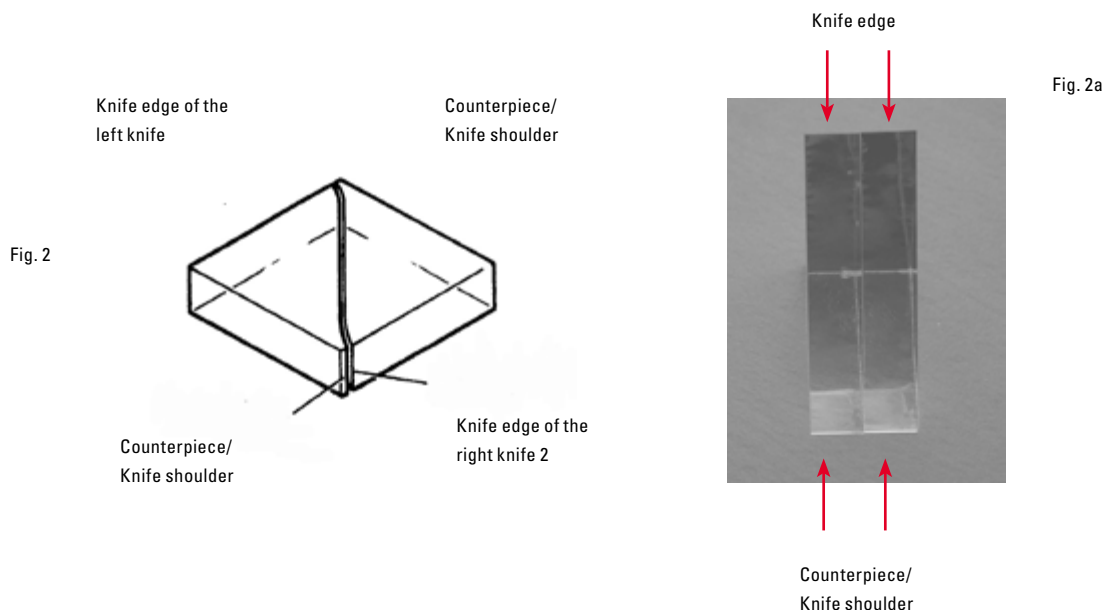 Knife edge
Fig. 2a
Knife edge of the
left knife
Counterpiece/
Knife shoulder
Fig. 2
Counterpiece/
Knife shoulder
Knife edge of the
right knife 2
Counterpiece/
Knife shoulder